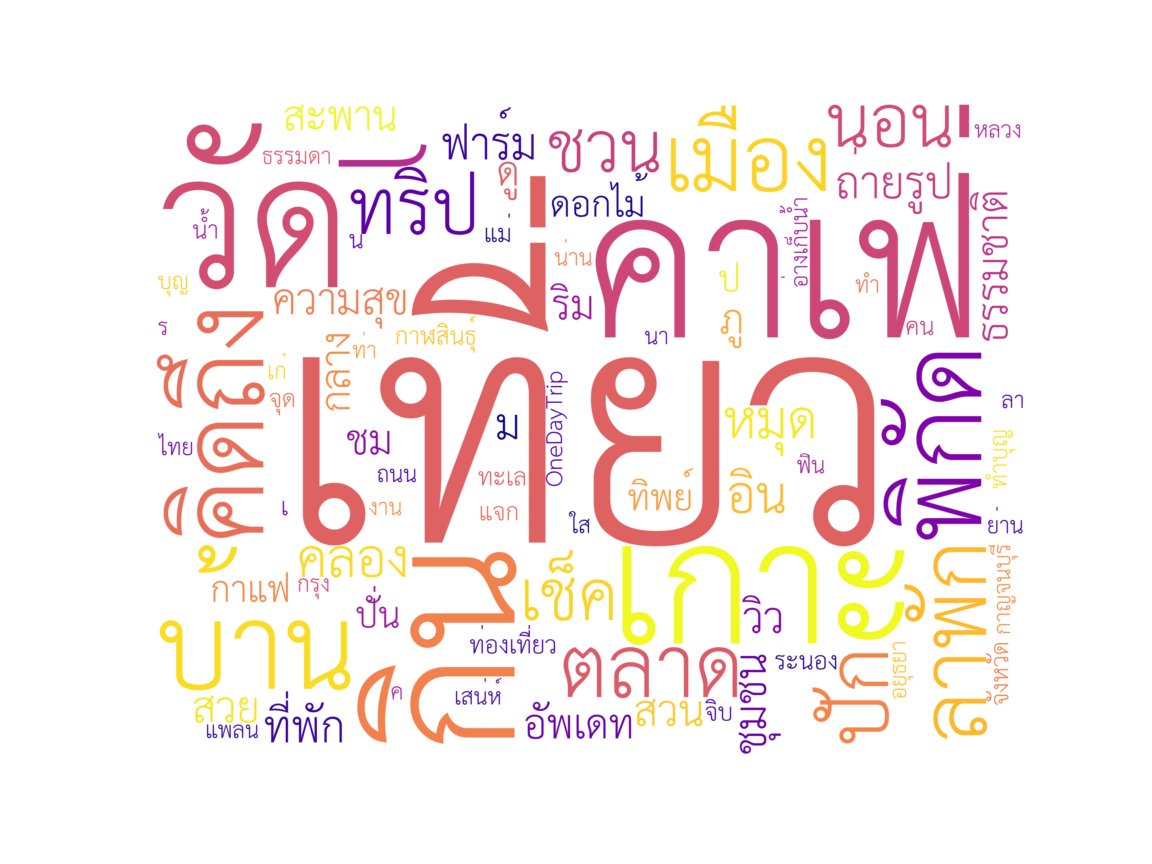 สะพาน
ธรรมดา
วัด
น้ำ
ทริป
น
ฟาร์ม
ดู
แม่
ชวน
ดอกไม้
น่าน
เมือง
นอน
หลวง
ถ่ายรูป
อ่างเก็บน้ำ
คาเฟ่
ธรรมชาติ
บุญ
ร
ความสุข
กาฬสินธุ์
ริม
นา
ป
ภู
ทำ
คน
คิดถึง
เก๋
จุด
กลาง
ท่า
เที่ยว
ไทย
ชม
ถนน
ม
ทะเล
OneDayTrip
หมุด
ฟิน
พิกัด
ลา
ทำบุญ
เ
งาน
แจก
ใส
ทิพย์
อิน
ย่าน
กาแฟ
กรุง
คลอง
ปั่น
กิน
เช็ค
เกาะ
วิว
ลำพัก
จังหวัด กาญจนบุรี
บ้าน
ท่องเที่ยว
ตลาด
ชุมชน
ระนอง
ปัก
อยุธยา
สวย
แพลน
ที่พัก
ค
เสน่ห์
อัพเดท
สวน
จิบ